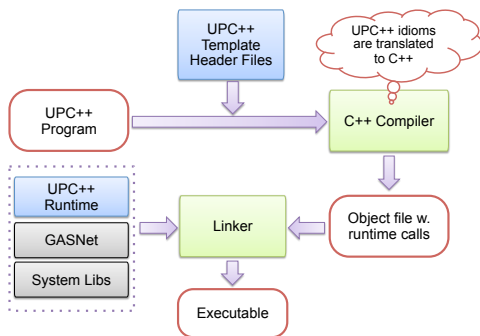 UPC++
Template
Header Files
UPC++ idioms
are translated
to C++
UPC++
Program
C++ Compiler
UPC++
Runtime
GASNet
System Libs
Linker
Object file w.
runtime calls
Executable